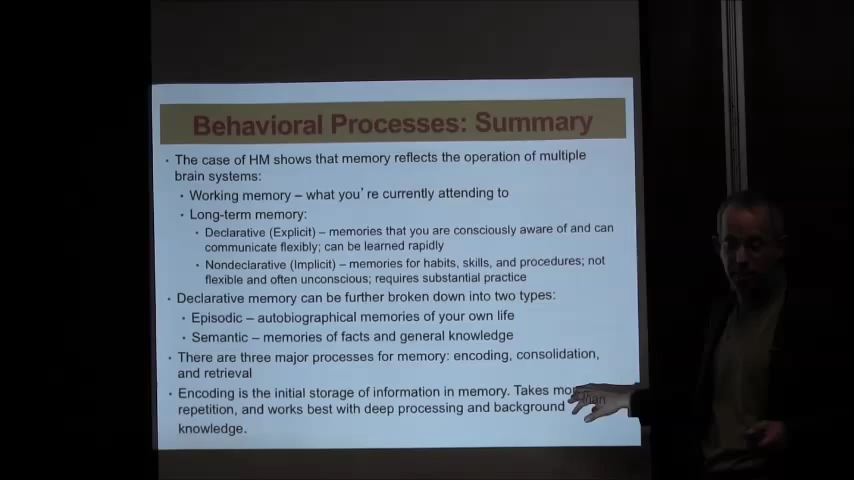 Behavioral Processes: Summary
• The case of HM shows that memory reflects the operation of multiple
brain systems:
• Working memory – what you're currently attending to
• Long-term memory:
• Declarative (Explicit) – memories that you are consciously aware of and can
communicate flexibly; can be learned rapidly
• Nondeclarative (Implicit) – memories for habits, skills, and procedures; not
flexible and often unconscious; requires substantial practice
• Declarative memory can be further broken down into two types:
• Episodic – autobiographical memories of your own life
• Semantic – memories of facts and general knowledge
• There are three major processes for memory: encoding, consolidation,
and retrieval
• Encoding is the initial storage of information in memory. Takes more than
repetition, and works best with deep processing and background
knowledge.